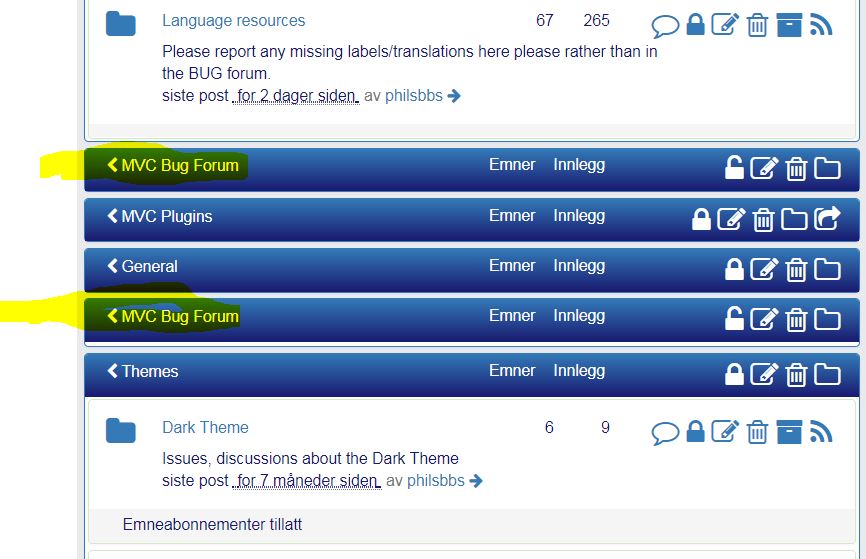 Language resources 67 265
Please report any missing labels/translations here please rather than in
the BUG forum.
siste post for 2 dager siden av philsbbs
MVC Bug Forum Emner Innlegg
MVC Plugins Emner Innlegg
General Emner Innlegg
MVC Bug Forum Emner Innlegg
Themes Emner Innlegg
Dark Theme 6 9
Issues, discussions about the Dark Theme
siste post for 7 måneder siden av philsbbs
Emneabonnementer tillatt